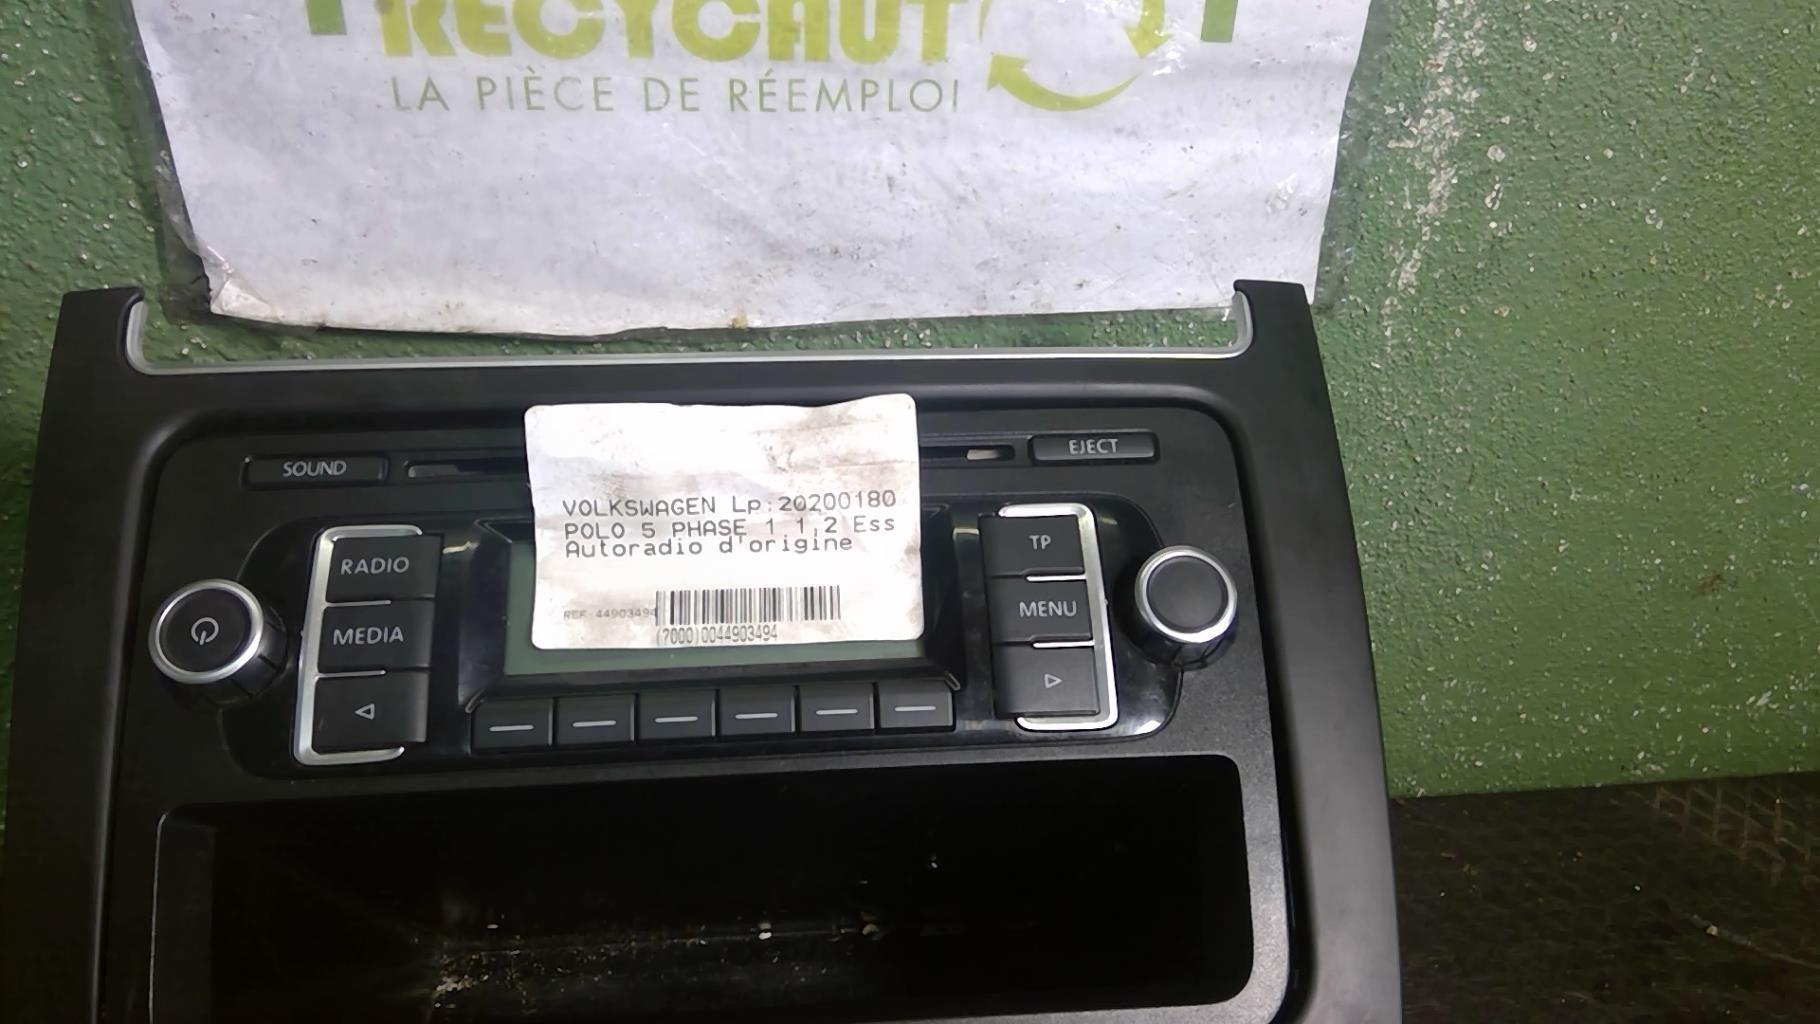 RECYCAUT
LA PIÈCE DE RÉEMPLOI
SOUND
EJECT
VOLKSWAGEN Lp:20200180
POLO 5 PHASE 1 1,2 Ess
Autoradio d'origine
REF 44903494
(?000)0044903494
RADIO
MEDIA
TP
MENU